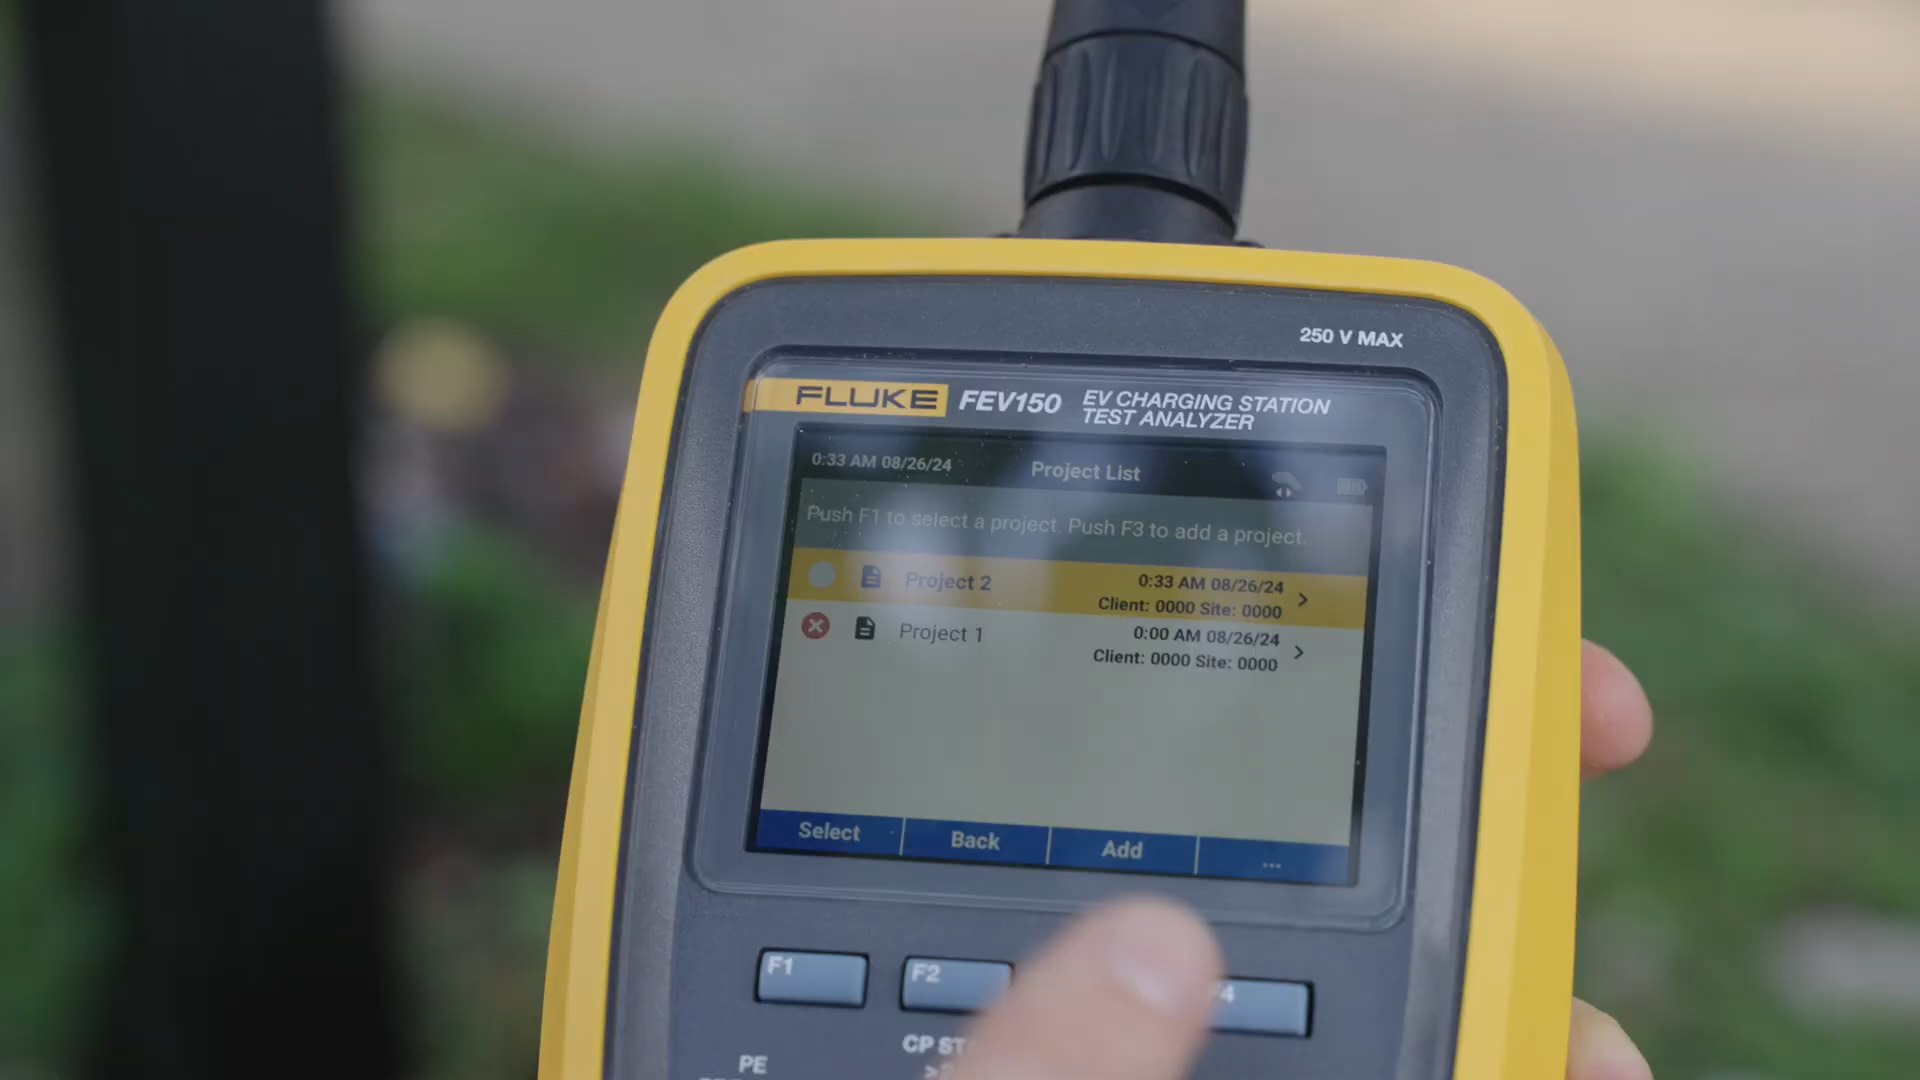 250 V MAX
FLUKE FEV150 EV CHARGING STATION
TEST ANALYZER
0:33 AM 08/26/24 Project List
Push F1 to select a project. Push F3 to add a project.
Project 2 0:33 AM 08/26/24 >
Client: 0000 Site: 0000
Project 1 0:00 AM 08/26/24 >
Client: 0000 Site: 0000
Select Back Add ...
F1 F2
CP
PE